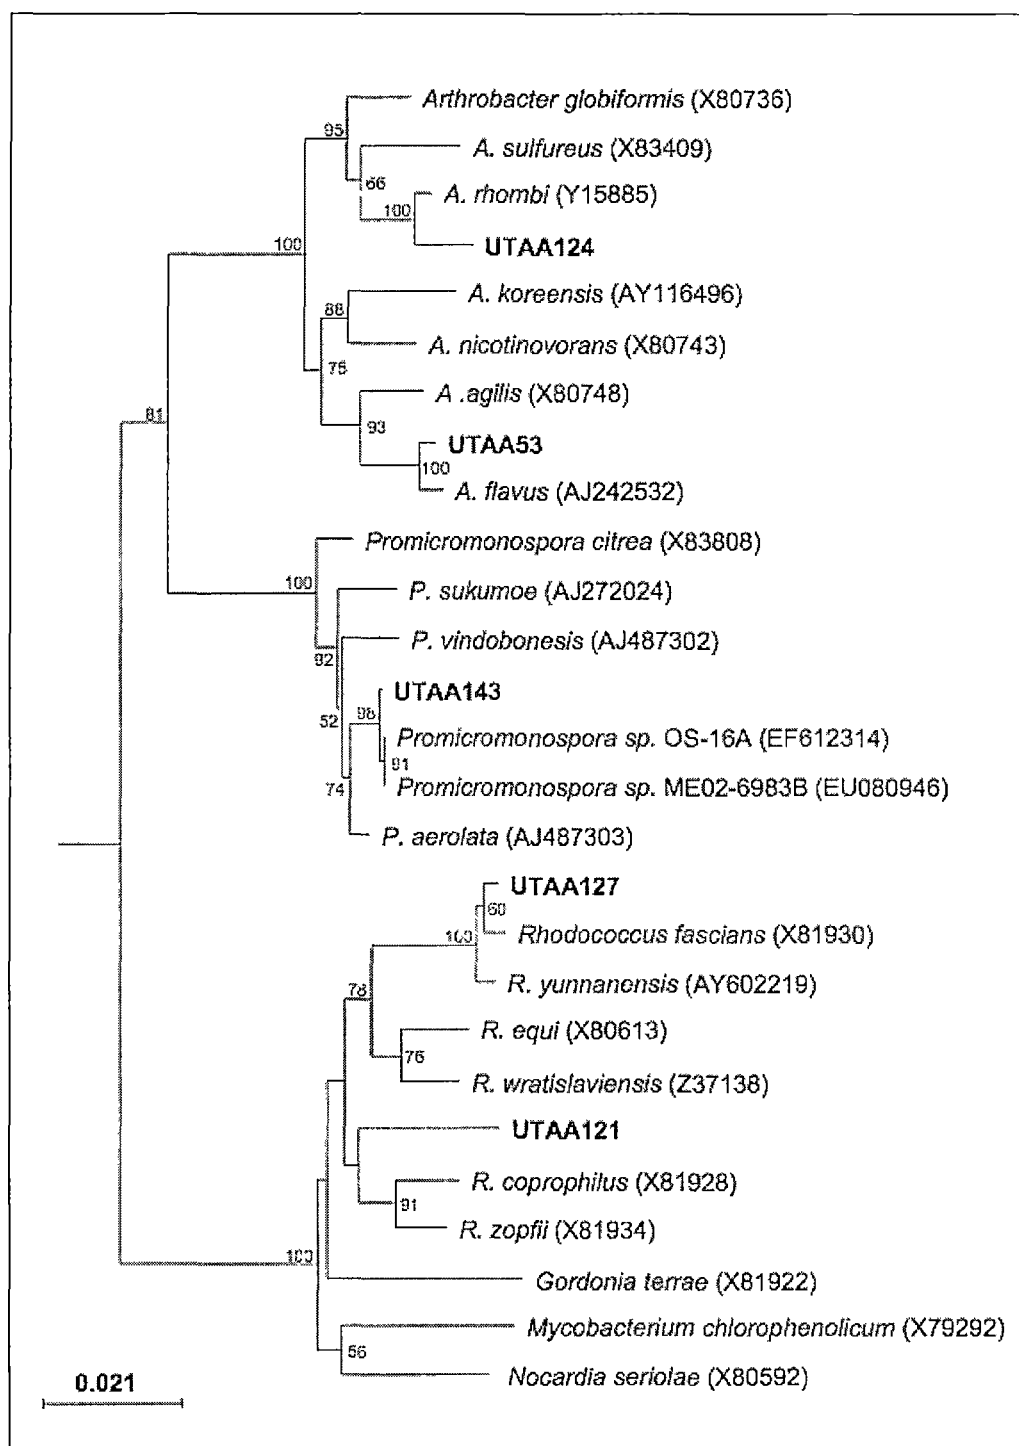 Arthrobacter globiformis (X80736)
95
A. sulfureus (X83409)
66
A. rhombi (Y15885)
100
UTAA124
100
A. koreensis (AY116496)
88
A. nicotinovorans (X80743)
75
A .agilis (X80748)
81
93
UTAA53
100
A. flavus (AJ242532)
Promicromonospora citrea (X83808)
100
P. sukumoe (AJ272024)
P. vindobonesis (AJ487302)
92
UTAA143
52
98
Promicromonospora sp. OS-16A (EF612314)
91
74
Promicromonospora sp. ME02-6983B (EU080946)
P. aerolata (AJ487303)
UTAA127
60
100
Rhodococcus fascians (X81930)
R. yunnanensis (AY602219)
78
R. equi (X80613)
76
R. wratislaviensis (Z37138)
UTAA121
R. coprophilus (X81928)
91
R. zopfii (X81934)
100
Gordonia terrae (X81922)
Mycobacterium chlorophenolicum (X79292)
56
Nocardia seriolae (X80592)
0.021